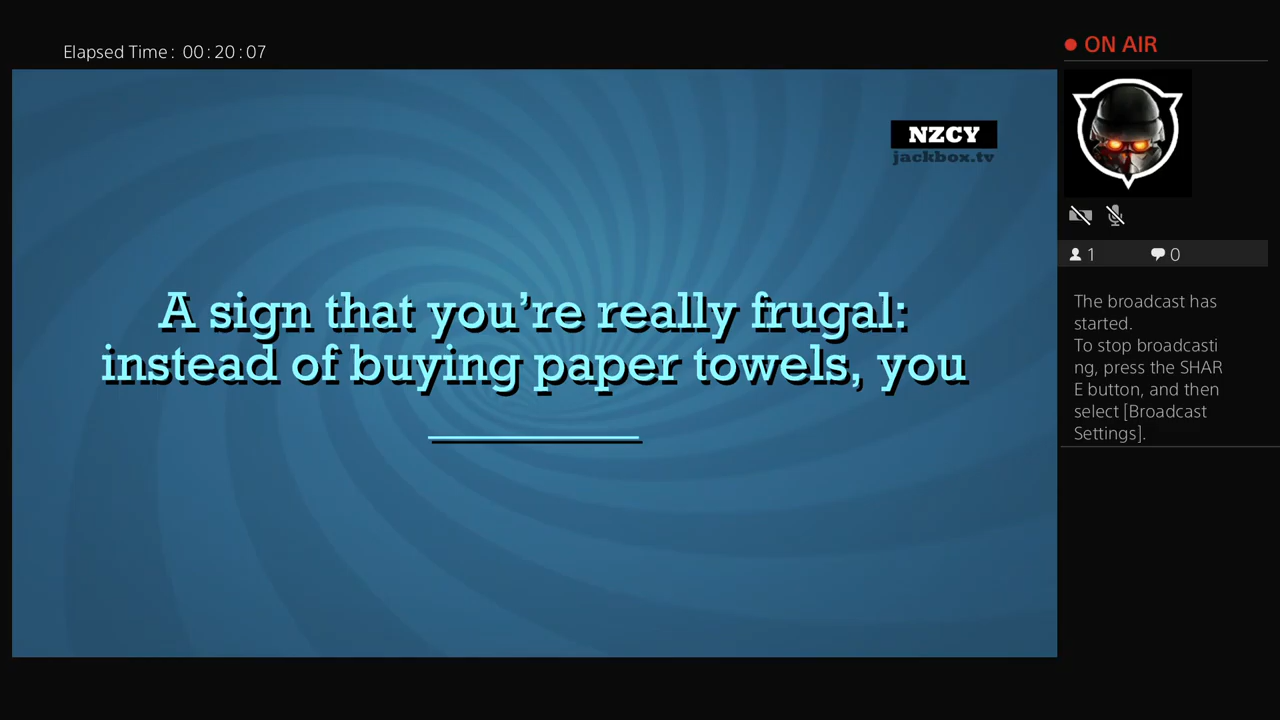 Elapsed Time: 00:20:07
ON AIR
NZCY
jackbox.tv
1
0
A sign that you're really frugal:
instead of buying paper towels, you
The broadcast has
started.
To stop broadcasti
ng, press the SHAR
E button, and then
select [Broadcast
Settings].